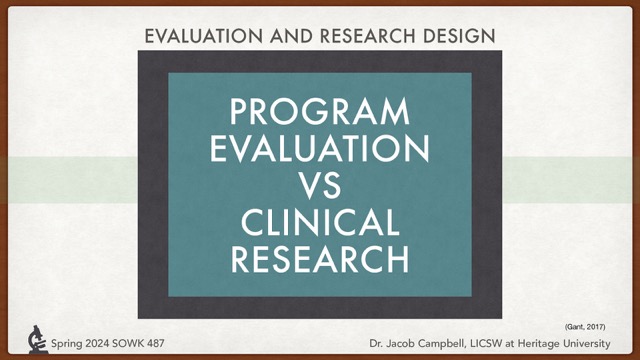 EVALUATION AND RESEARCH DESIGN
PROGRAM
EVALUATION
VS
CLINICAL
RESEARCH
(Gant, 2017)
Spring 2024 SOWK 487
Dr. Jacob Campbell, LICSW at Heritage University